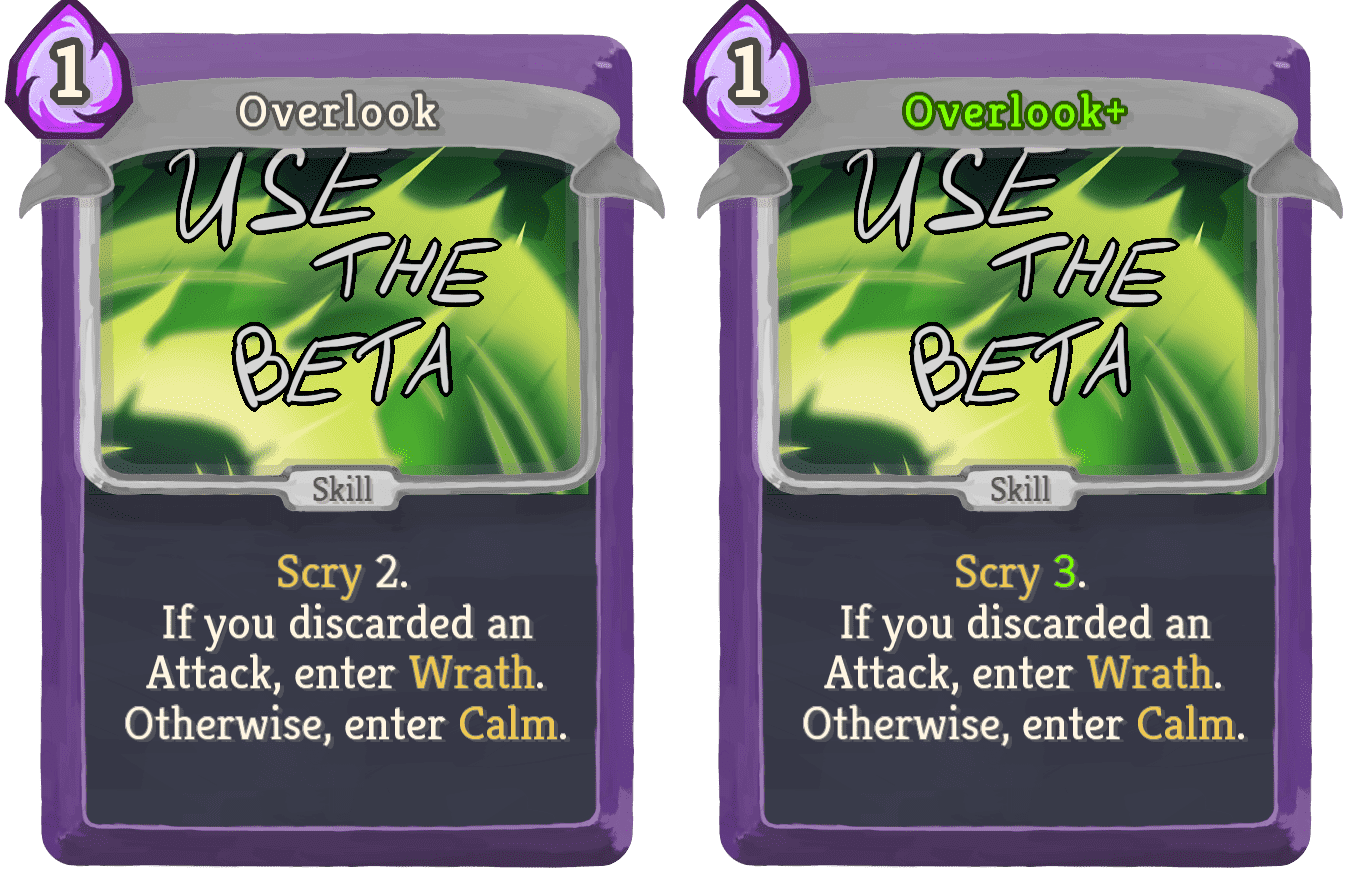 1
Overlook
USE
THE
BETA
Skill
Scry 2.
If you discarded an
Attack, enter Wrath.
Otherwise, enter Calm.
1
Overlook+
USE
THE
BETA
Skill
Scry 3.
If you discarded an
Attack, enter Wrath.
Otherwise, enter Calm.